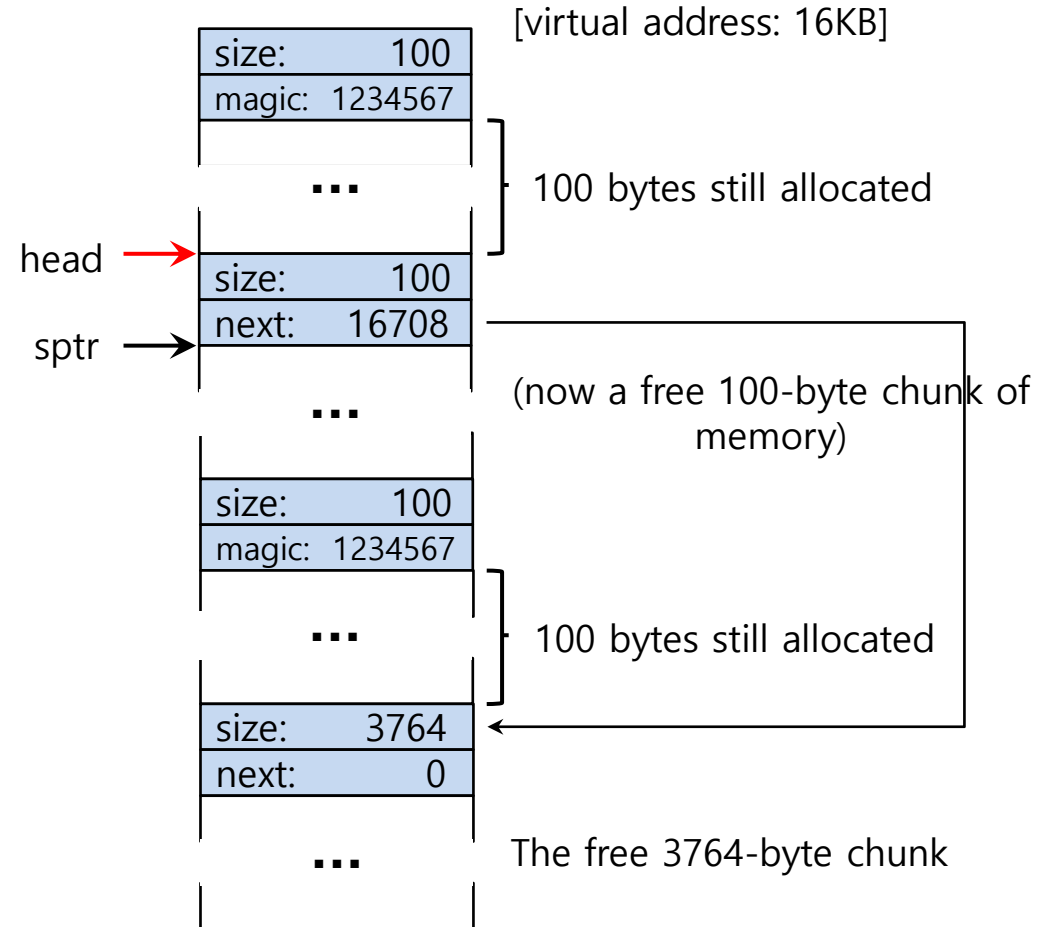 [virtual address: 16KB]
size: 100
magic: 1234567
...
100 bytes still allocated
head
size: 100
next: 16708
sptr
(now a free 100-byte chunk of
memory)
...
size: 100
magic: 1234567
...
100 bytes still allocated
size: 3764
next: 0
...
The free 3764-byte chunk